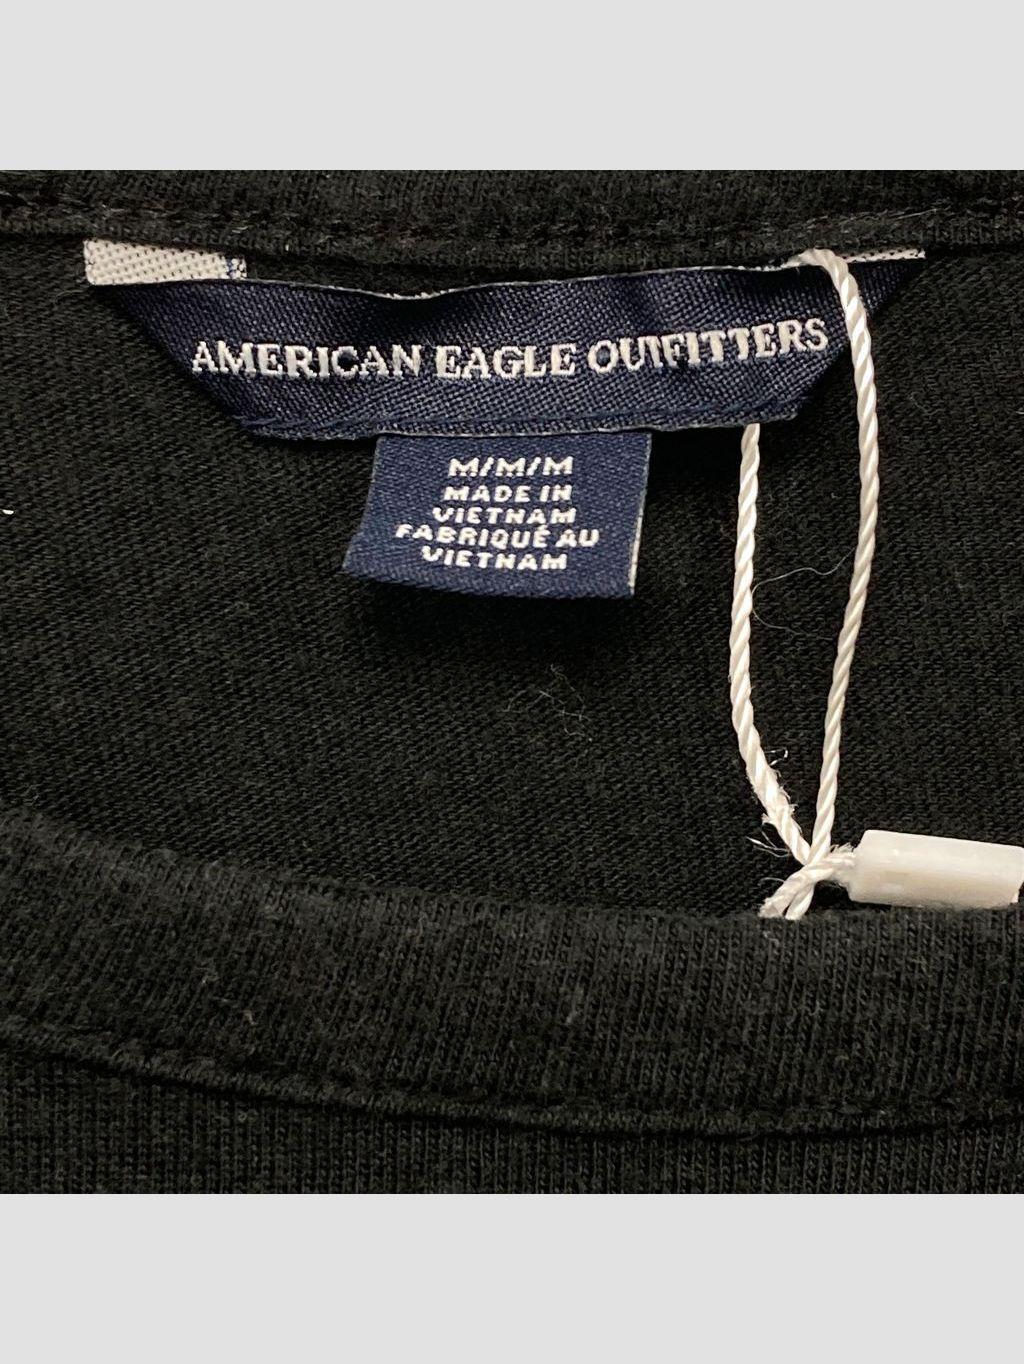 AMERICAN EAGLE OUTFITTERS
M/M/M
MADE IN
VIETNAM
FABRIQUÉ AU
VIETNAM